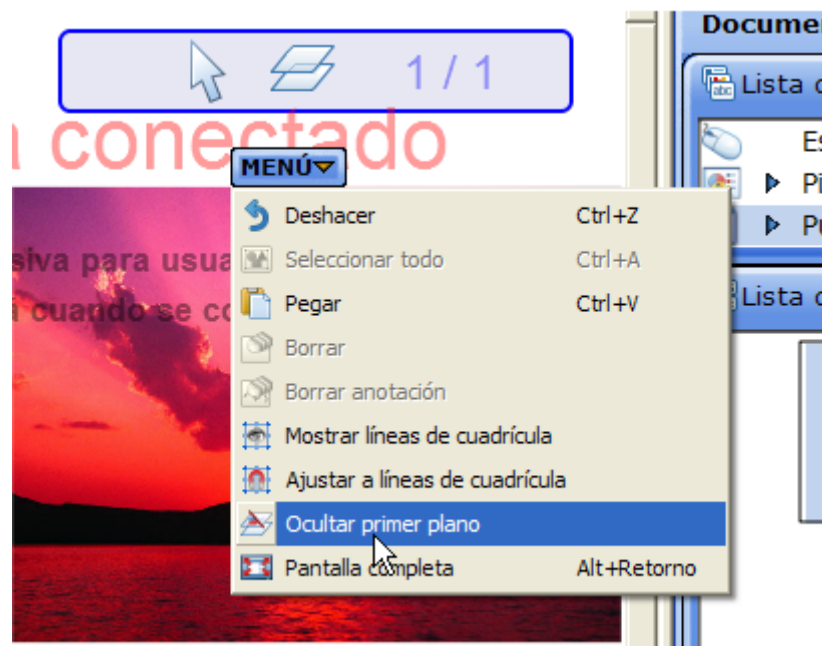 Docume
1 / 1
Lista
a conectado
MENÚ
Deshacer Ctrl+Z
Seleccionar todo Ctrl+A
Pegar Ctrl+V
Borrar
Borrar anotación
Mostrar líneas de cuadrícula
Ajustar a líneas de cuadrícula
Ocultar primer plano
Pantalla completa Alt+Retorno
siva para usua
á cuando se co
Es
Pi
Pu
Lista